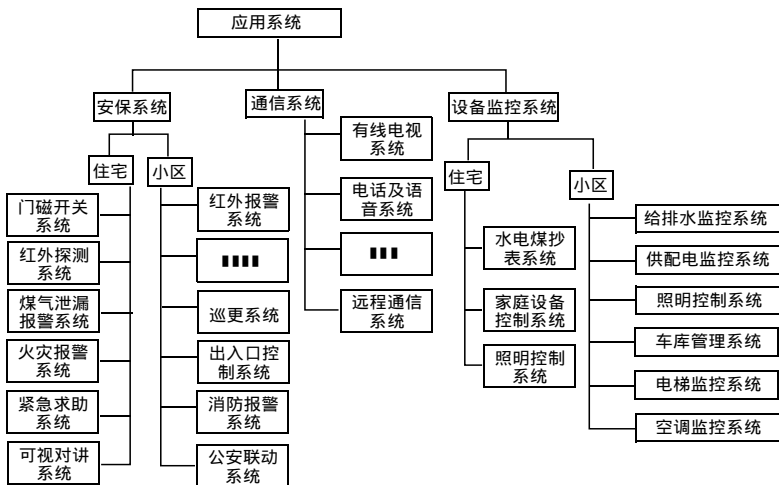 应用系统
安保系统
通信系统
设备监控系统
住宅
小区
门磁开关
系统
红外探测
系统
煤气泄漏
报警系统
火灾报警
系统
紧急求助
系统
可视对讲
系统
红外报警
系统
巡更系统
出入口控
制系统
消防报警
系统
公安联动
系统
有线电视
系统
电话及语
音系统
远程通信
系统
住宅
小区
水电煤抄
表系统
家庭设备
控制系统
照明控制
系统
给排水监控系统
供配电监控系统
照明控制系统
车库管理系统
电梯监控系统
空调监控系统